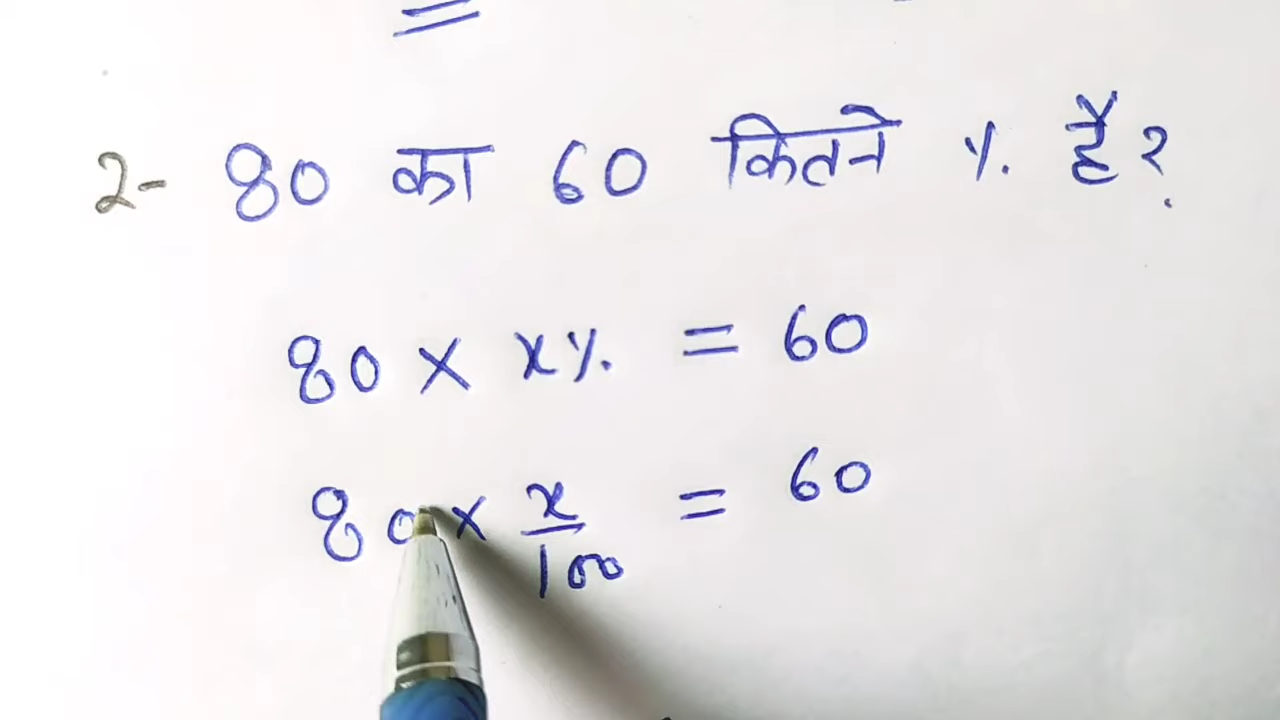 2- 80 का 60 कितने % है?
80 × x% = 60
80 × x/100 = 60